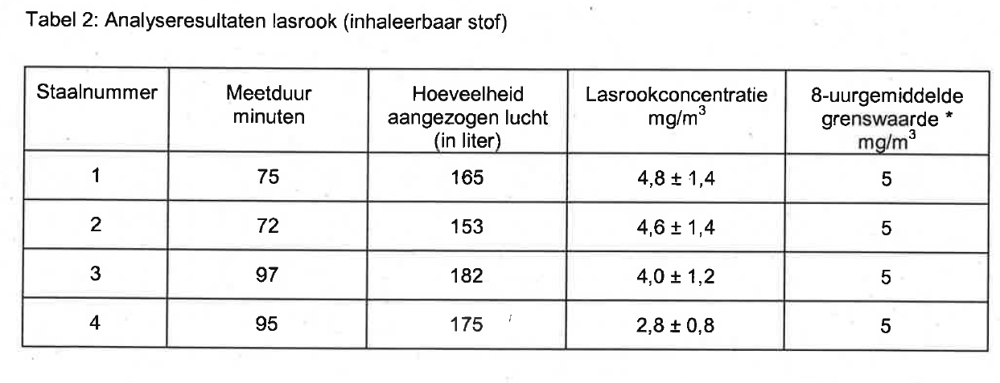 Tabel 2: Analyseresultaten lasrook (inhaleerbaar stof)
Staalnummer
Meetduur
minuten
Hoeveelheid
aangezogen lucht
(in liter)
Lasrookconcentratie
mg/m³
8-uurgemiddelde
grenswaarde *
mg/m³
1 75 165 4,8 ± 1,4 5
2 72 153 4,6 ± 1,4 5
3 97 182 4,0 ± 1,2 5
4 95 175 2,8 ± 0,8 5